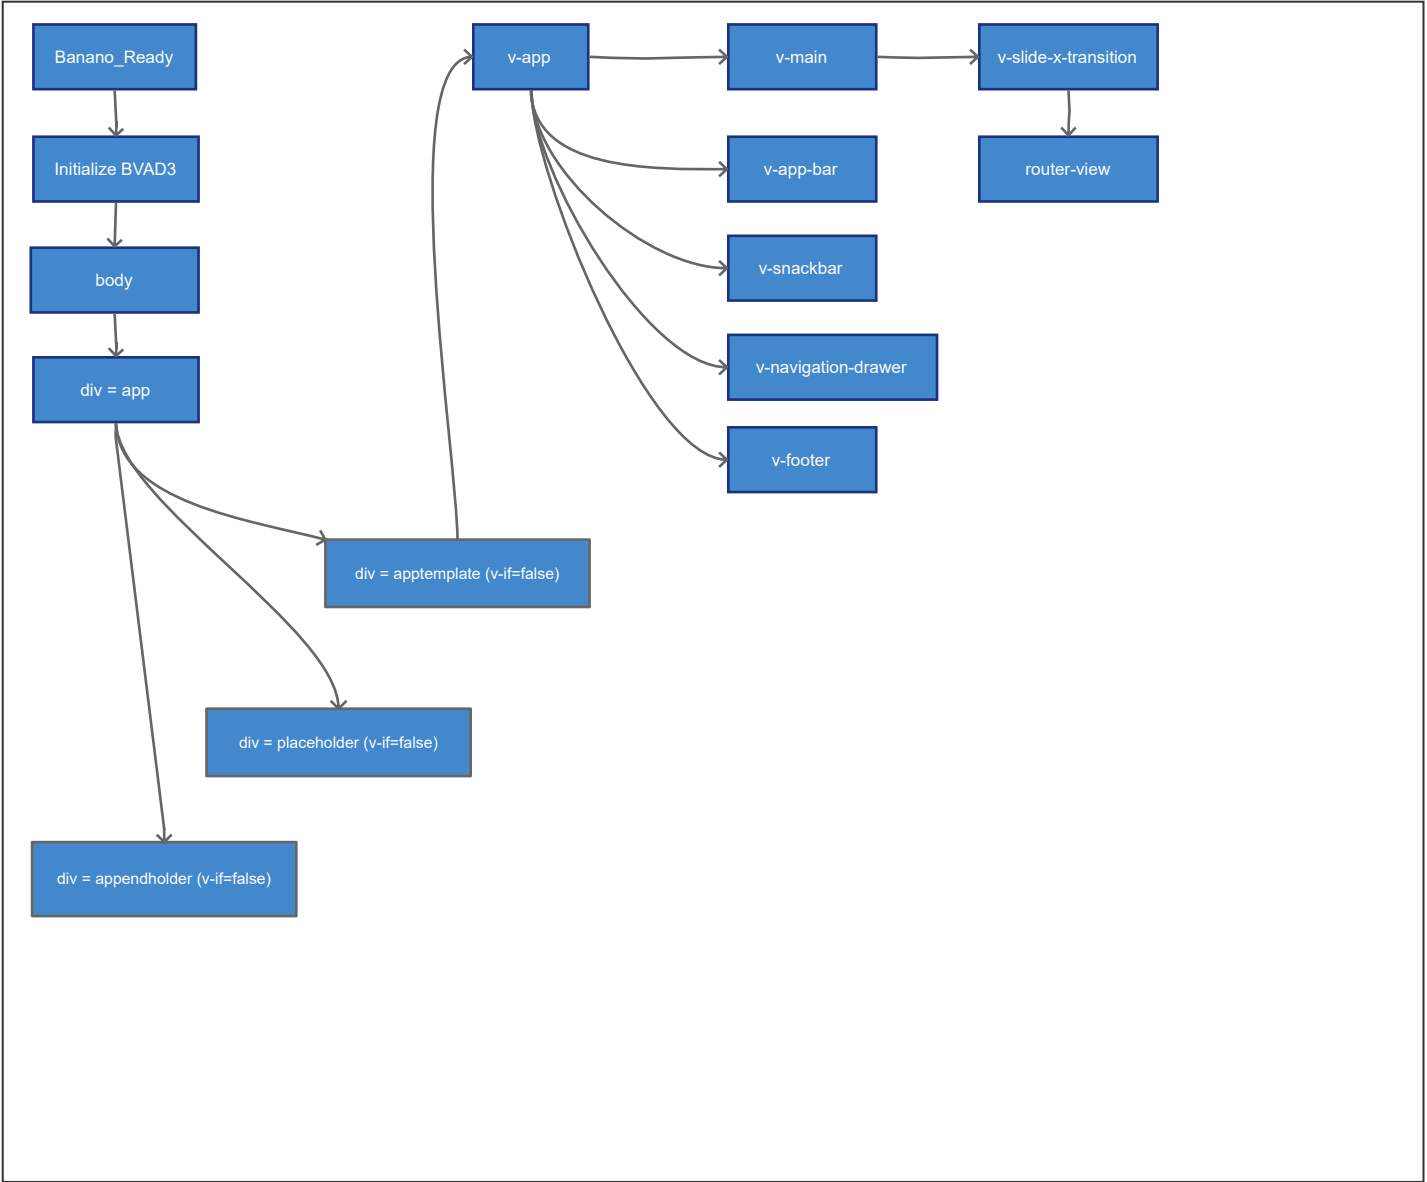 Banano_Ready
Initialize BVAD3
body
div = app
div = apptemplate (v-if=false)
div = placeholder (v-if=false)
div = appendholder (v-if=false)
v-app
v-main
v-slide-x-transition
router-view
v-app-bar
v-snackbar
v-navigation-drawer
v-footer